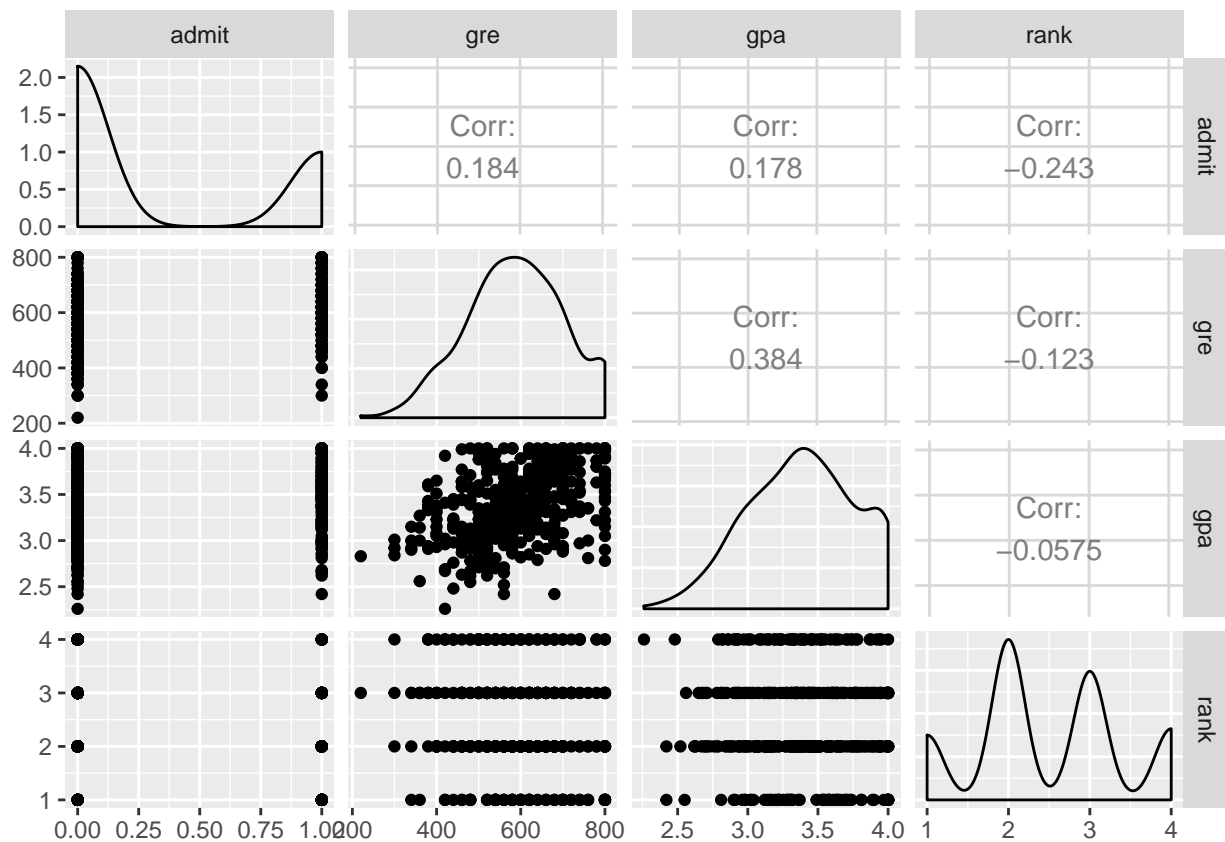 admit gre gpa rank
2.0
1.5
1.0
0.5
0.0
Corr:
0.184
Corr:
0.178
Corr:
−0.243
admit
800
600
400
200
Corr:
0.384
Corr:
−0.123
gre
4.0
3.5
3.0
2.5
Corr:
−0.0575
gpa
4
3
2
1
rank
0.00 0.25 0.50 0.75 1.00
200 400 600 800
2.5 3.0 3.5 4.0
1 2 3 4